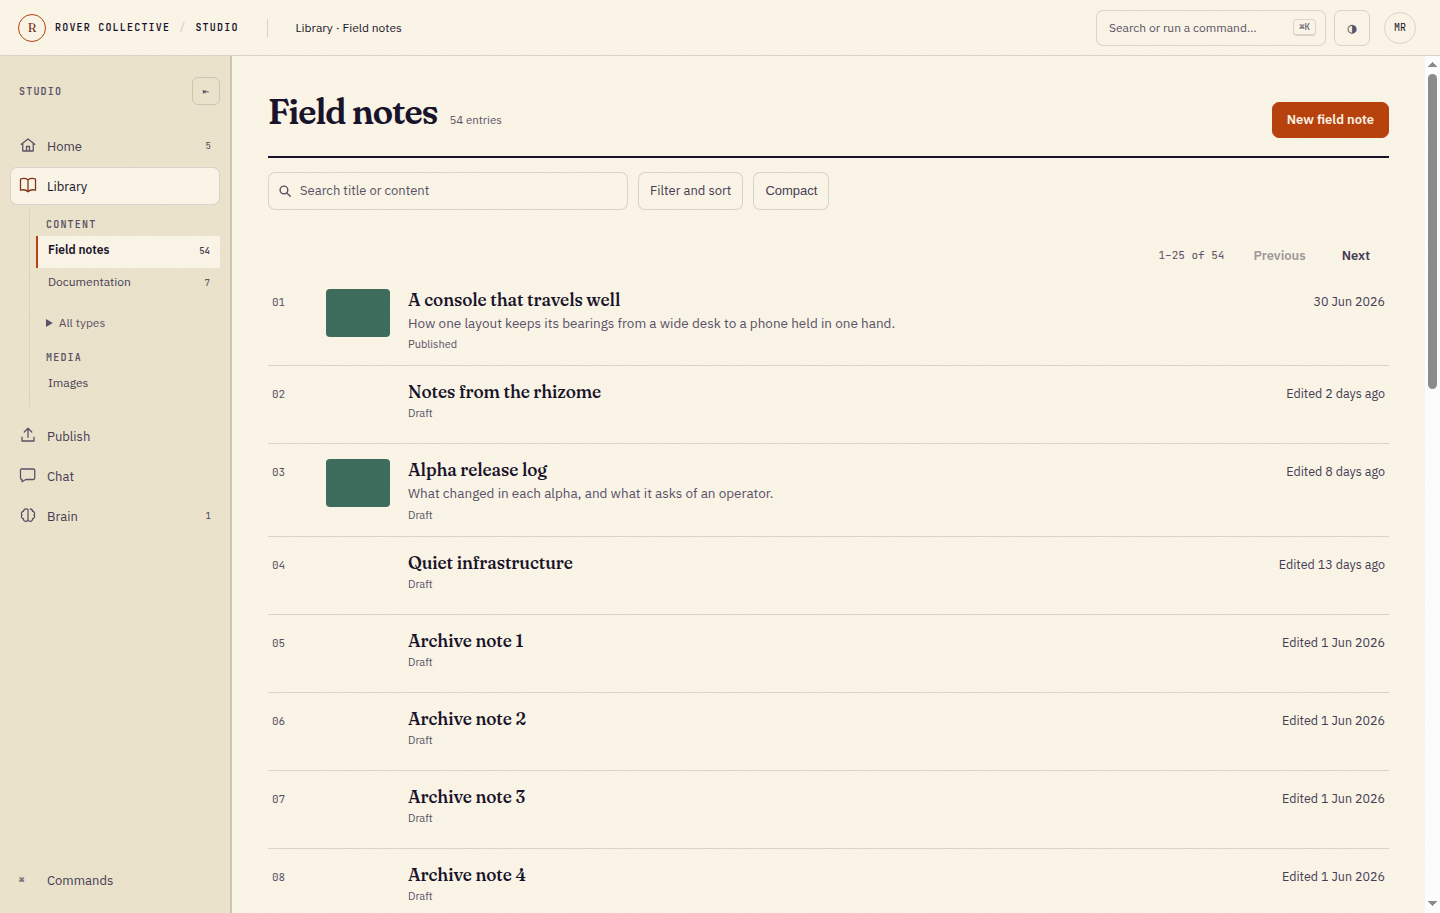 R ROVER COLLECTIVE / STUDIO
Library · Field notes
Search or run a command... ⌘K
MR
STUDIO
Home 5
Library
CONTENT
Field notes 54
Documentation 7
All types
MEDIA
Images
Publish
Chat
Brain 1
⌘ Commands
Field notes 54 entries
New field note
Search title or content
Filter and sort
Compact
1–25 of 54 Previous Next
01 A console that travels well 30 Jun 2026
How one layout keeps its bearings from a wide desk to a phone held in one hand.
Published
02 Notes from the rhizome Edited 2 days ago
Draft
03 Alpha release log Edited 8 days ago
What changed in each alpha, and what it asks of an operator.
Draft
04 Quiet infrastructure Edited 13 days ago
Draft
05 Archive note 1 Edited 1 Jun 2026
Draft
06 Archive note 2 Edited 1 Jun 2026
Draft
07 Archive note 3 Edited 1 Jun 2026
Draft
08 Archive note 4 Edited 1 Jun 2026
Draft